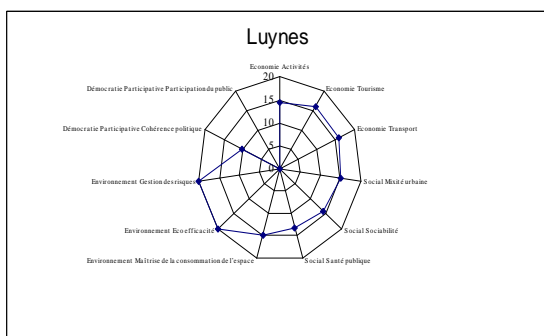 Luynes
Economie Activités
Economie Tourisme
Economie Transport
Social Mixité urbaine
Social Sociabilité
Social Santé publique
Environnement Maîtrise de la consommation de l'espace
Environnement Eco efficacité
Environnement Gestion des risques
Démocratie Participative Cohérence politique
Démocratie Participative Participation du public
20
15
10
5
0